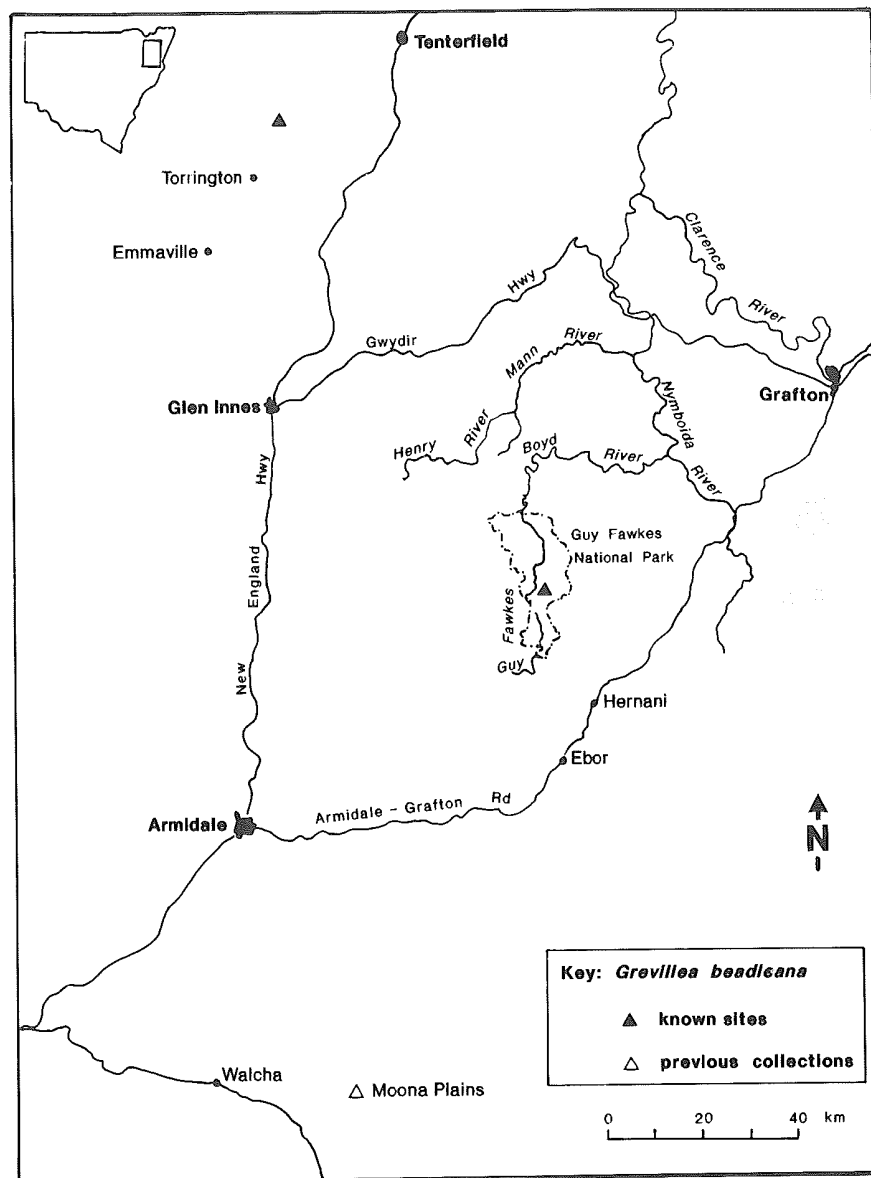 Tenterfield
Torrington
Emmaville
Clarence
River
Gwydir
Hwy
Mann
River
Glen Innes
Grafton
Nymboida
River
Henry
River
Boyd
River
Hwy
England
New
Guy Fawkes
National Park
Fawkes
Guy
Hernani
Ebor
Armidale
Armidale - Grafton
Rd
N
Key: Grevillea beadleana
known sites
previous collections
Walcha
Moona Plains
0 20 40 km